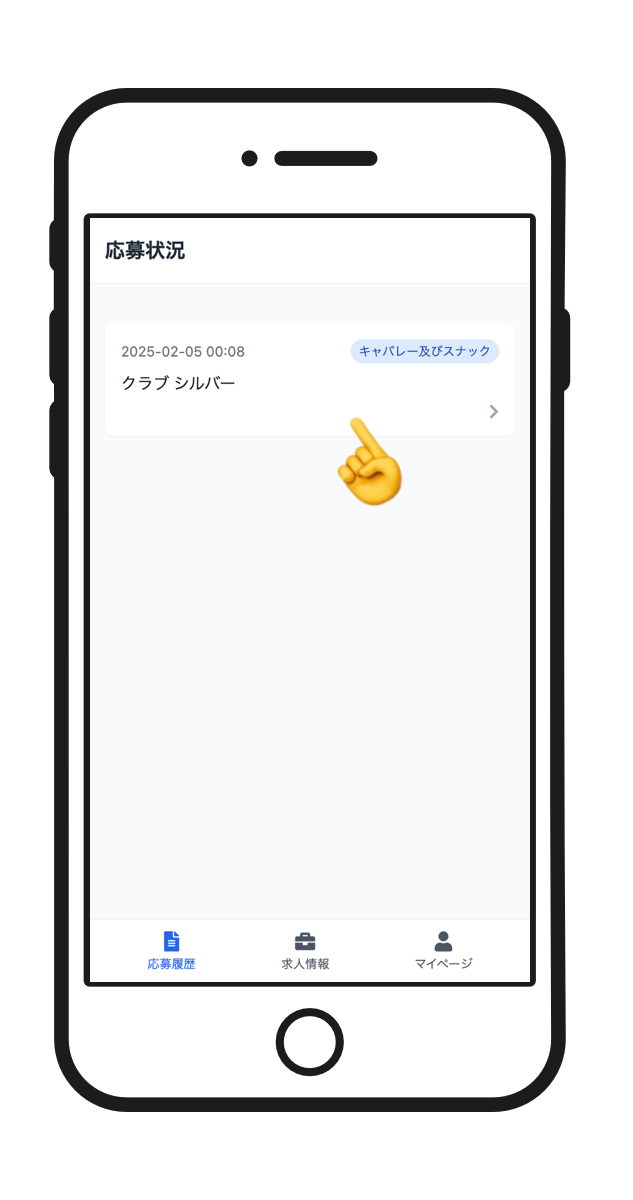 応募状況
2025-02-05 00:08
キャバレー及びスナック
クラブ シルバー
応募履歴
求人情報
マイページ